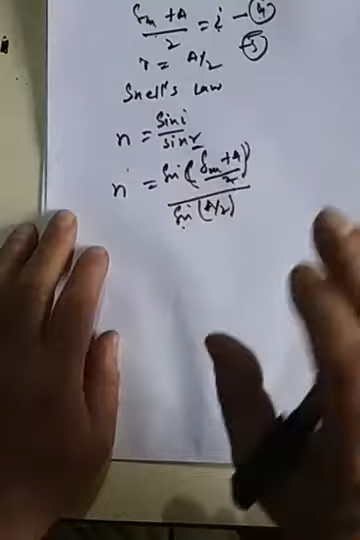 δm + A / 2 = i — ④
r = A/2 — ⑤
Snell's Law
n = sin i / sin r
n = Sin (δm + A / 2) / Sin (A/2)